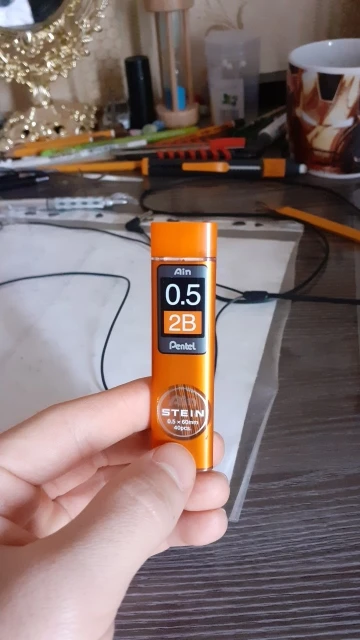 Ain
0.5
2B
Pentel
STEIN
0.5 × 60mm
40pcs.